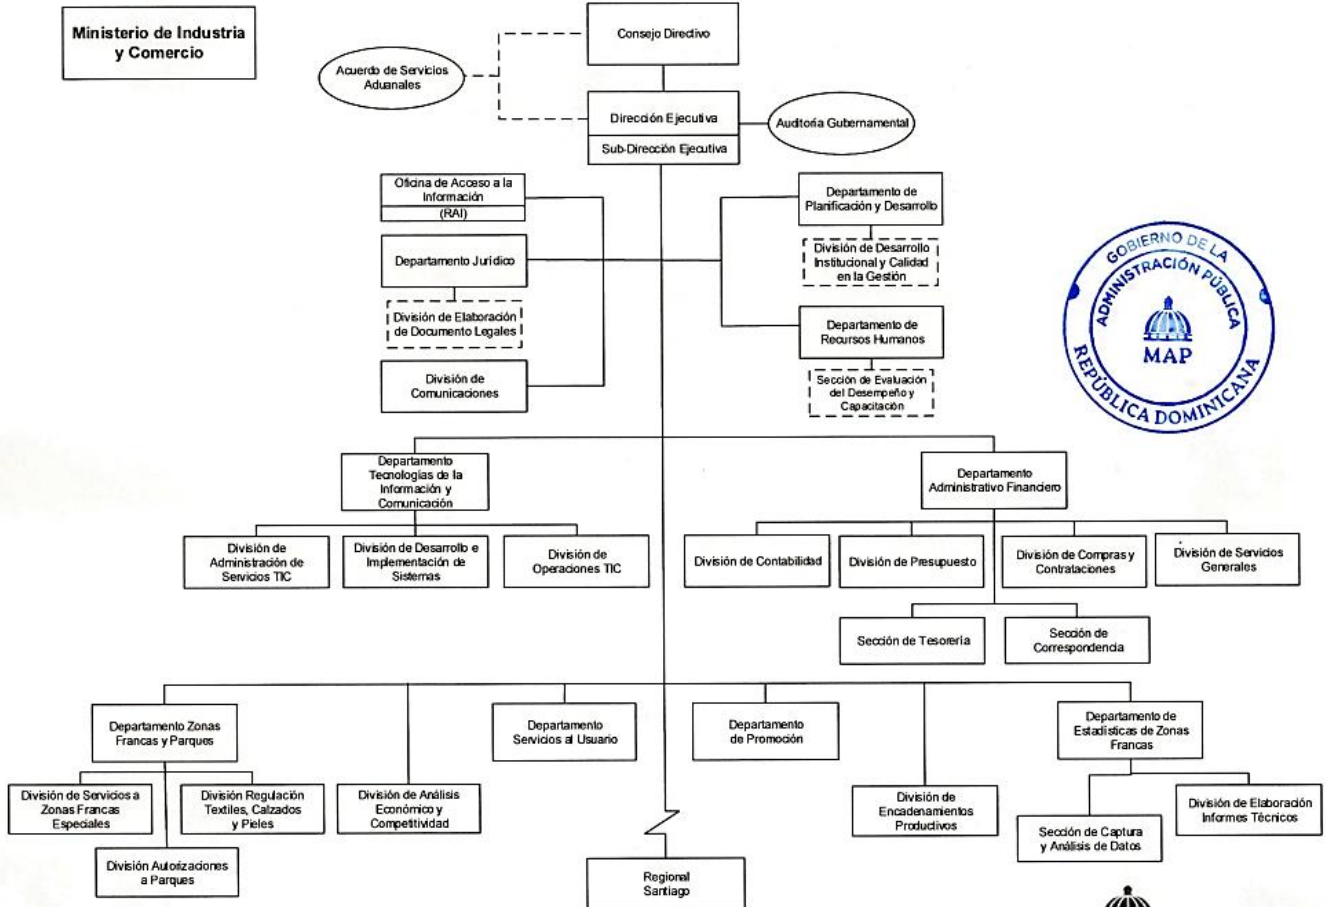 Ministerio de Industria
y Comercio
Consejo Directivo
Acuerdo de Servicios
Aduanales
Dirección Ejecutiva
Sub-Dirección Ejecutiva
Auditoría Gubernamental
Oficina de Acceso a la
Información
(RAI)
Departamento de
Planificación y Desarrollo
División de Desarrollo
Institucional y Calidad
en la Gestión
Departamento Jurídico
División de Elaboración
de Documento Legales
Departamento de
Recursos Humanos
Sección de Evaluación
del Desempeño y
Capacitación
División de
Comunicaciones
GOBIERNO DE LA
REPÚBLICA DOMINICANA
ADMINISTRACIÓN PÚBLICA
MAP
Departamento
Tecnologías de la
Información y
Comunicación
Departamento
Administrativo Financiero
División de
Administración de
Servicios TIC
División de Desarrollo e
Implementación de
Sistemas
División de
Operaciones TIC
División de Contabilidad
División de Presupuesto
División de Compras y
Contrataciones
División de Servicios
Generales
Sección de Tesorería
Sección de
Correspondencia
Departamento Zonas
Francas y Parques
Departamento
Servicios al Usuario
Departamento
de Promoción
Departamento de
Estadísticas de Zonas
Francas
División de Servicios a
Zonas Francas
Especiales
División Regulación
Textiles, Calzados
y Pieles
División de Análisis
Económico y
Competitividad
División de
Encadenamientos
Productivos
División de Elaboración
Informes Técnicos
Sección de Captura
y Análisis de Datos
División Autorizaciones
a Parques
Regional
Santiago